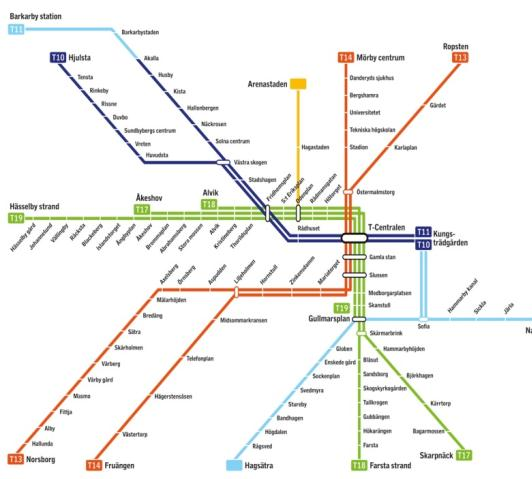 Barkarby station
T11
Barkarbystaden
T10 Hjulsta
Akalla
Husby
Kista
Hallonbergen
Näckrosen
Solna centrum
Tensta
Rinkeby
Rissne
Duvbo
Sundbybergs centrum
Vreten
Huvudsta
Västra skogen
Stadshagen
Fridhemsplan
S:t Eriksplan
Odenplan
Rådmansgatan
Hötorget
Arenastaden
Hagastaden
T14 Mörby centrum
Danderyds sjukhus
Bergshamra
Universitetet
Tekniska högskolan
Stadion
Ropsten
T13
Gärdet
Karlaplan
Östermalmstorg
Hässelby strand
T19
Hässelby gård
Johannelund
Vällingby
Råcksta
Blackeberg
Islandstorget
Ängbyplan
Åkeshov
T17
Åkeshov
Brommaplan
Abrahamsberg
Stora mossen
Alvik
T18
Alvik
Kristineberg
Thorildsplan
Rådhuset
T-Centralen
T11
T10
Kungs-
trädgården
Gamla stan
Slussen
Medborgarplatsen
Skanstull
T19
Gullmarsplan
Skärmarbrink
Axelsberg
Örnsberg
Aspudden
Liljeholmen
Hornstull
Zinkensdamm
Mariatorget
Mälarhöjden
Bredäng
Sätra
Skärholmen
Vårberg
Vårby gård
Masmo
Fittja
Alby
Hallunda
T13 Norsborg
Midsommarkransen
Telefonplan
Hägerstensåsen
Västertorp
T14 Fruängen
Globen
Enskede gård
Sockenplan
Svedmyra
Stureby
Bandhagen
Högdalen
Rågsved
Hagsätra
Blåsut
Sandsborg
Skogskyrkogården
Tallkrogen
Gubbängen
Hökarängen
Farsta
T18 Farsta strand
Hammarbyhöjden
Björkhagen
Kärrtorp
Bagarmossen
Skarpnäck T17
Sofia
Hammarby kanal
Sickla
Järla
Na